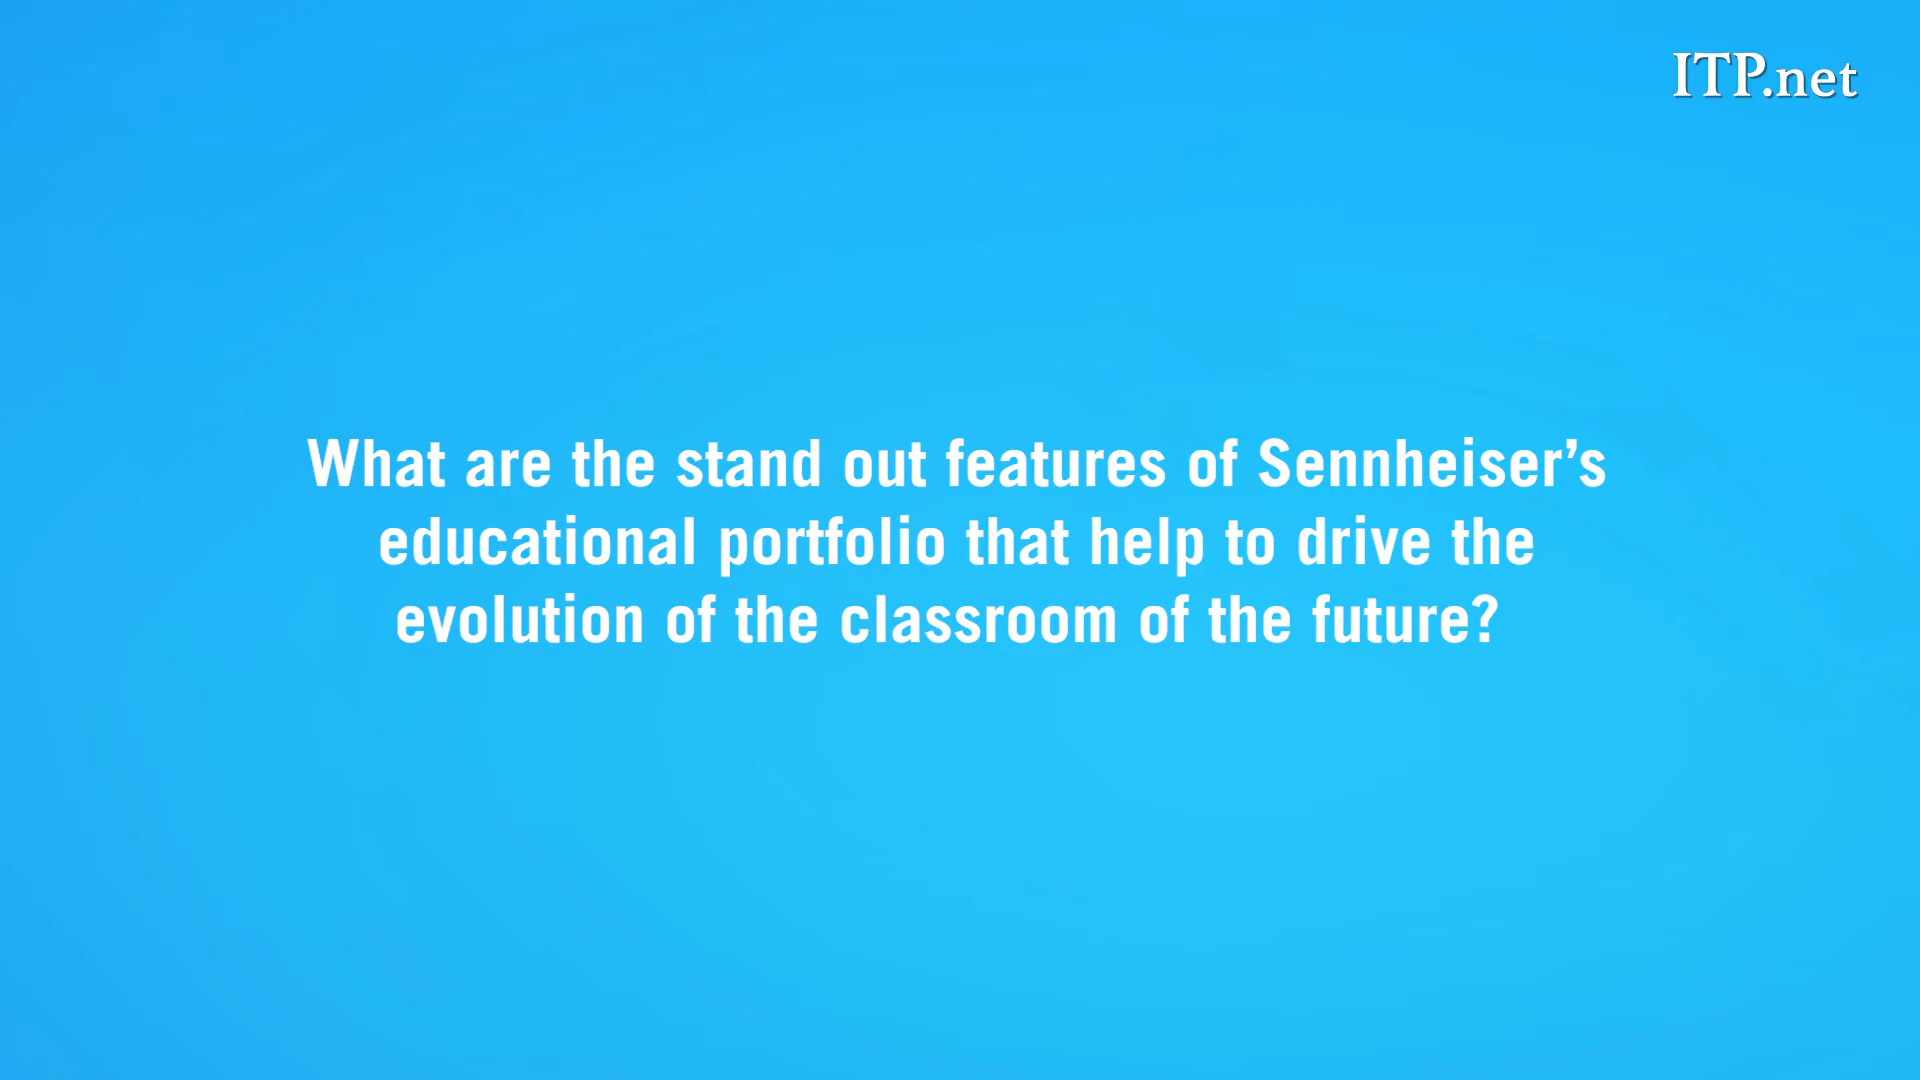 ITP.net
What are the stand out features of Sennheiser’s
educational portfolio that help to drive the
evolution of the classroom of the future?